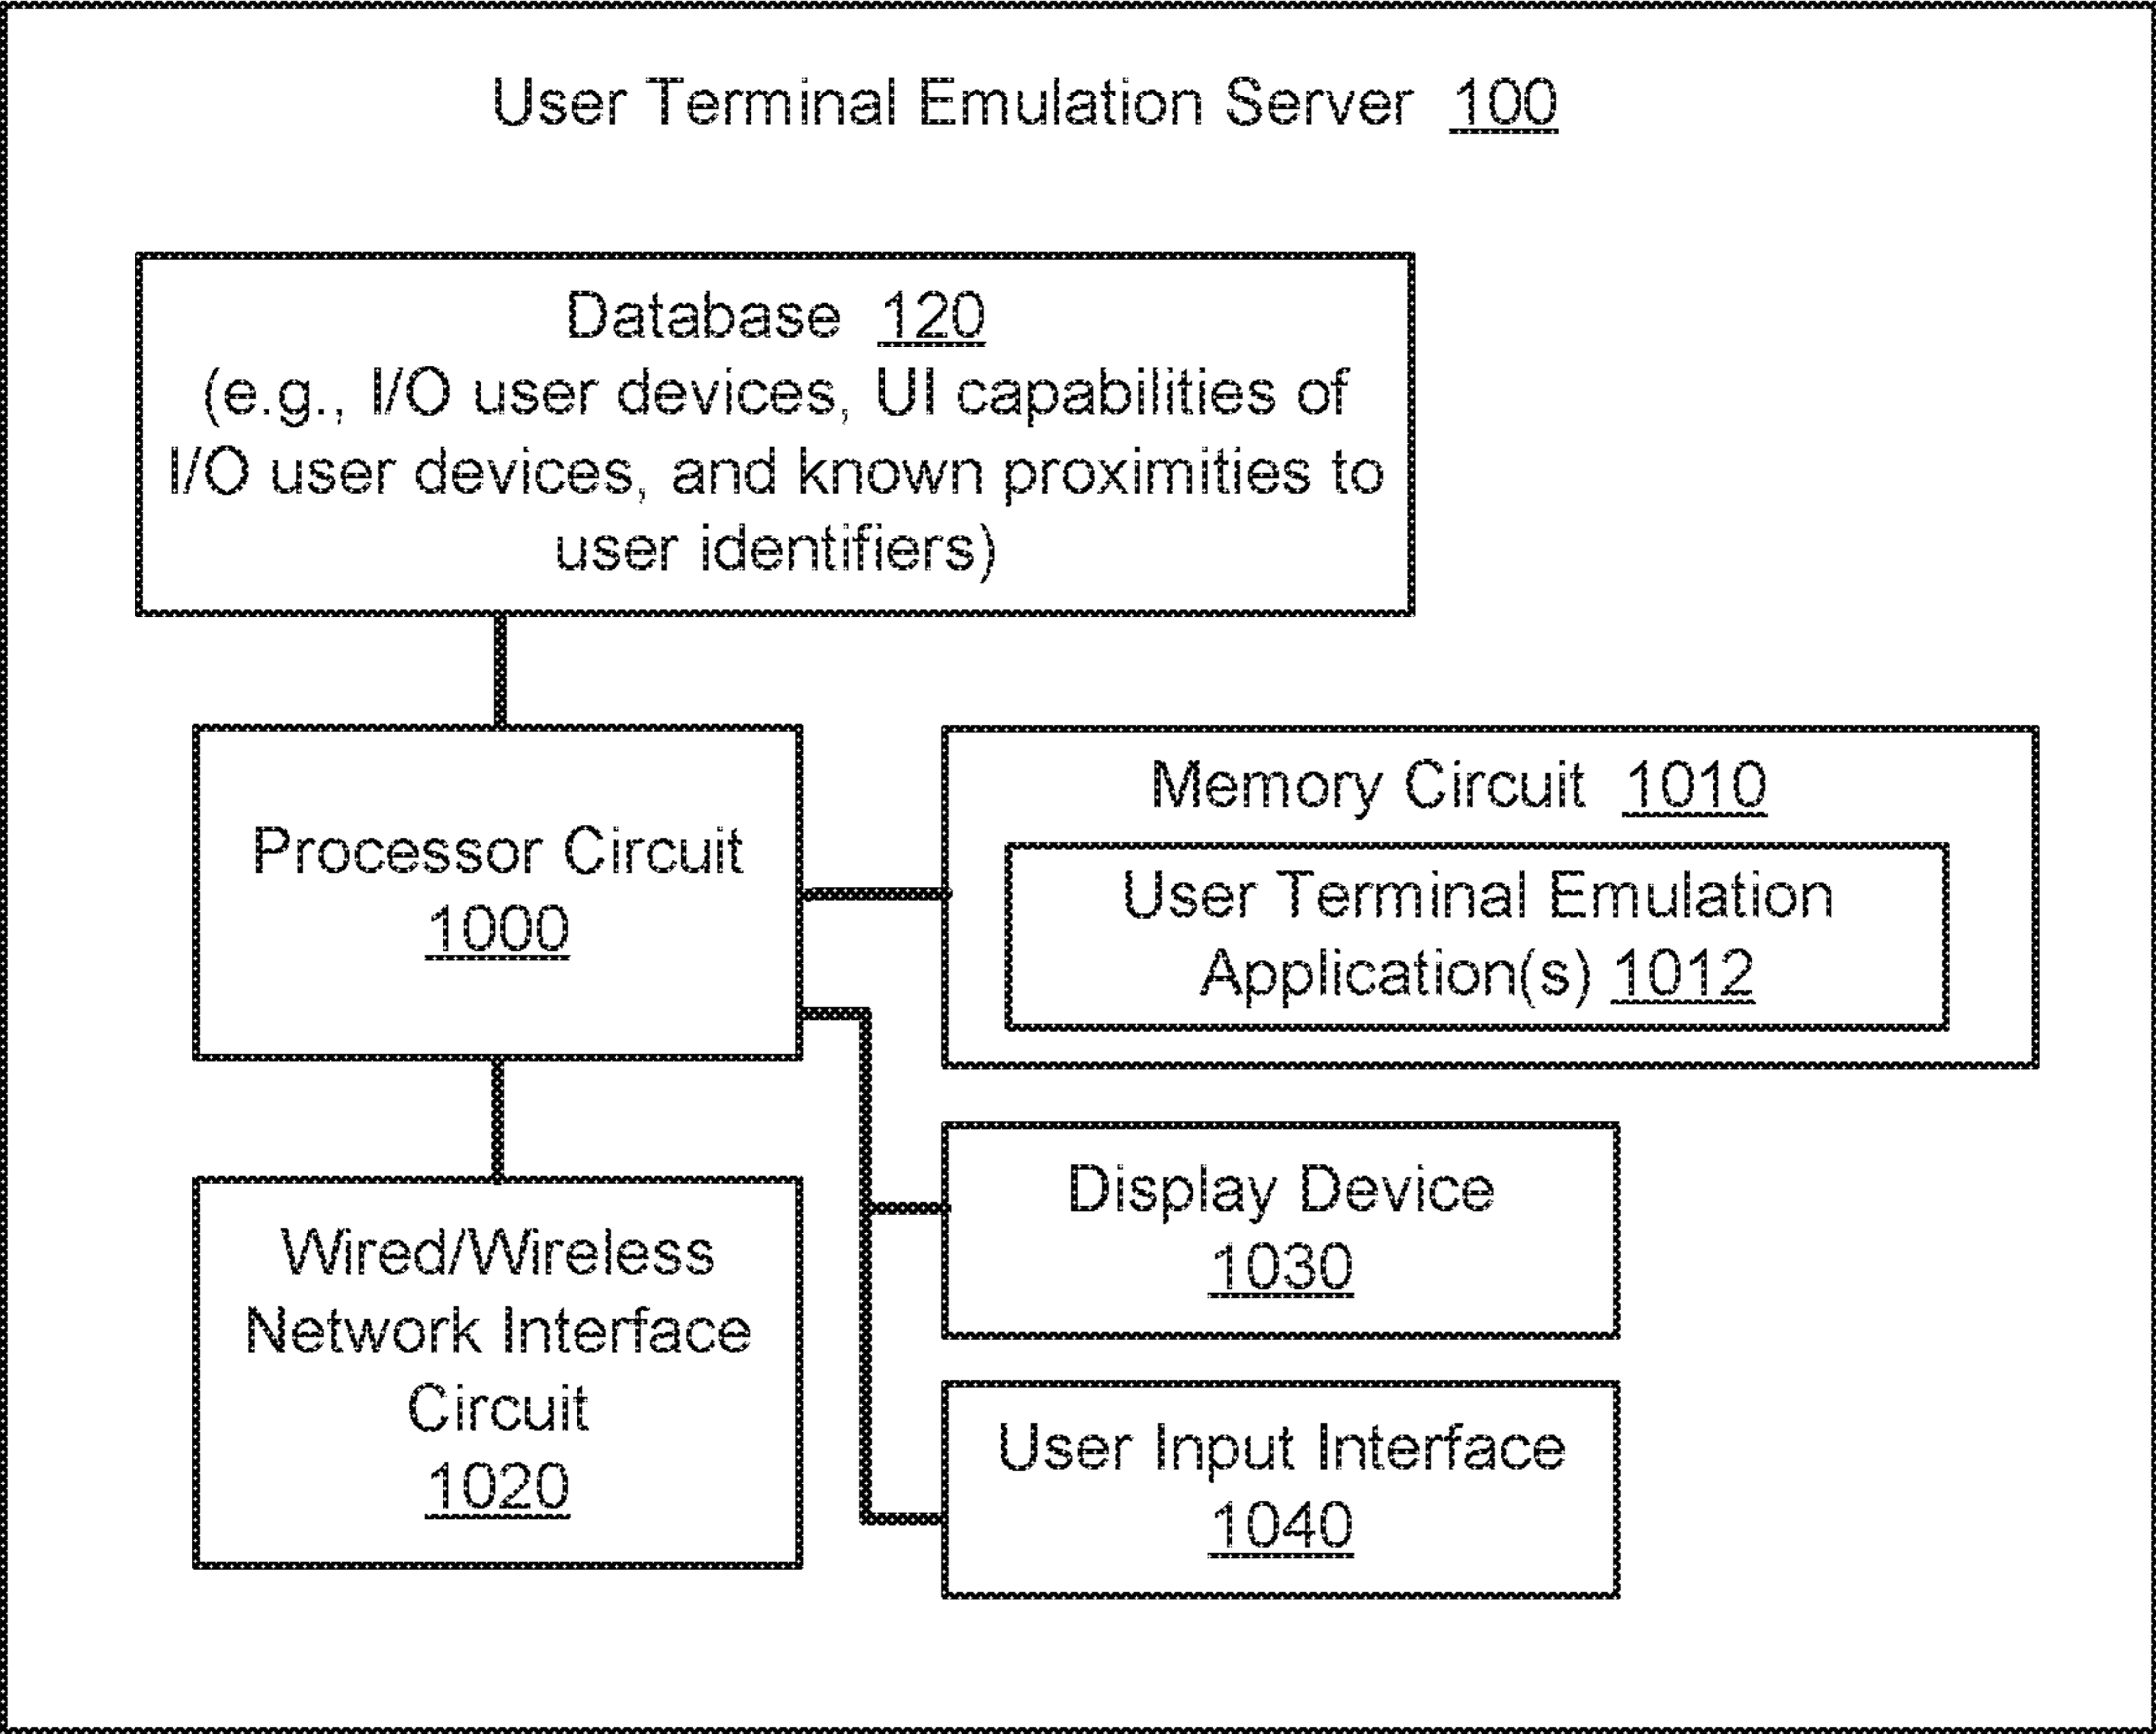 User Terminal Emulation Server 100
Database 120
(e.g., I/O user devices, UI capabilities of
I/O user devices, and known proximities to
user identifiers)
Processor Circuit
1000
Memory Circuit 1010
User Terminal Emulation
Application(s) 1012
Wired/Wireless
Network Interface
Circuit
1020
Display Device
1030
User Input Interface
1040